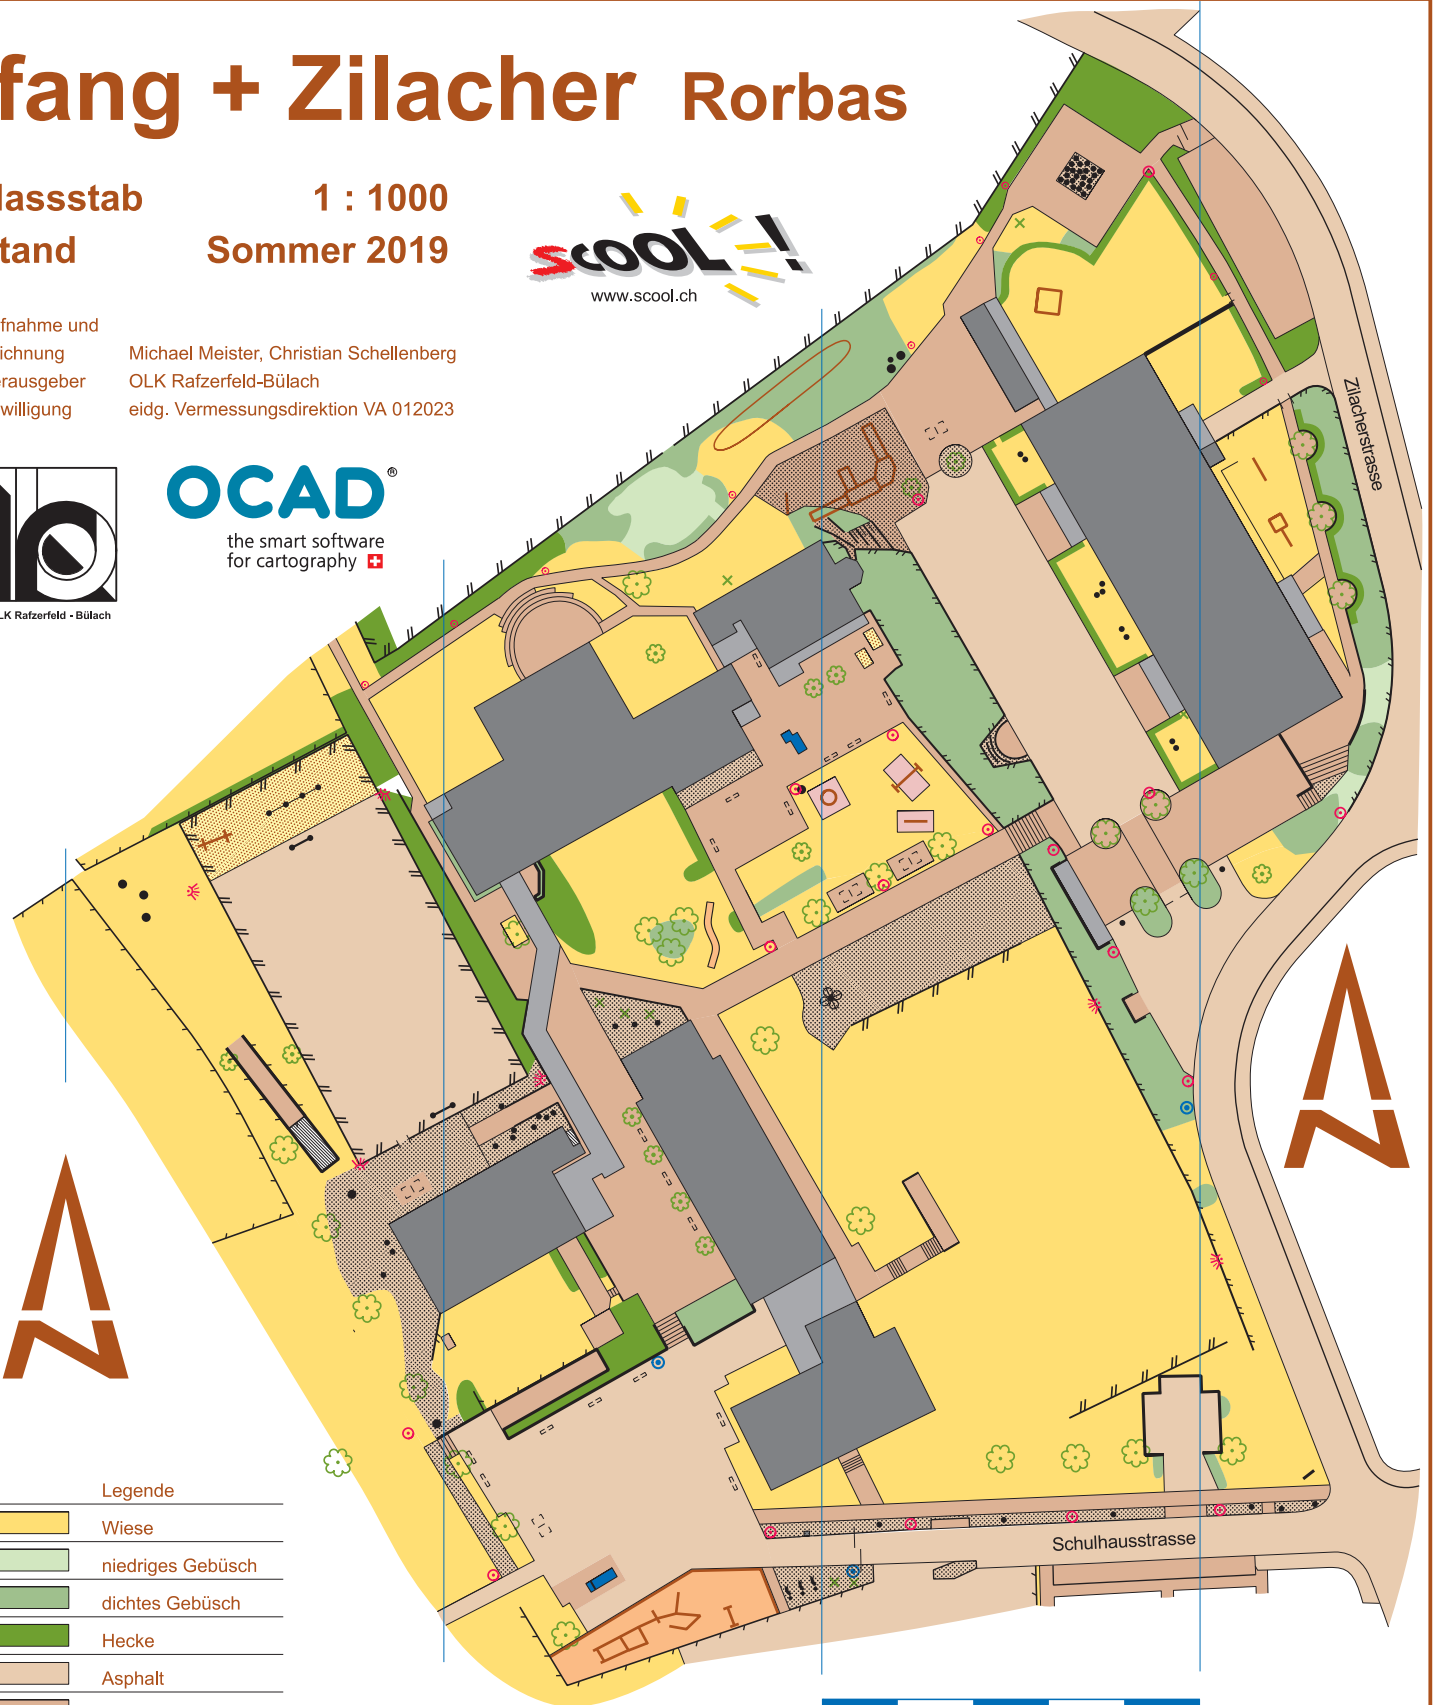 fang + Zilacher Rorbas
lassstab 1 : 1000
tand Sommer 2019
scool!
www.scool.ch
fnahme und
ichnung Michael Meister, Christian Schellenberg
erausgeber OLK Rafzerfeld-Bülach
willigung eidg. Vermessungsdirektion VA 012023
OCAD®
the smart software
for cartography
LK Rafzerfeld - Bülach
Zilacherstrasse
Schulhausstrasse
Legende
Wiese
niedriges Gebüsch
dichtes Gebüsch
Hecke
Asphalt